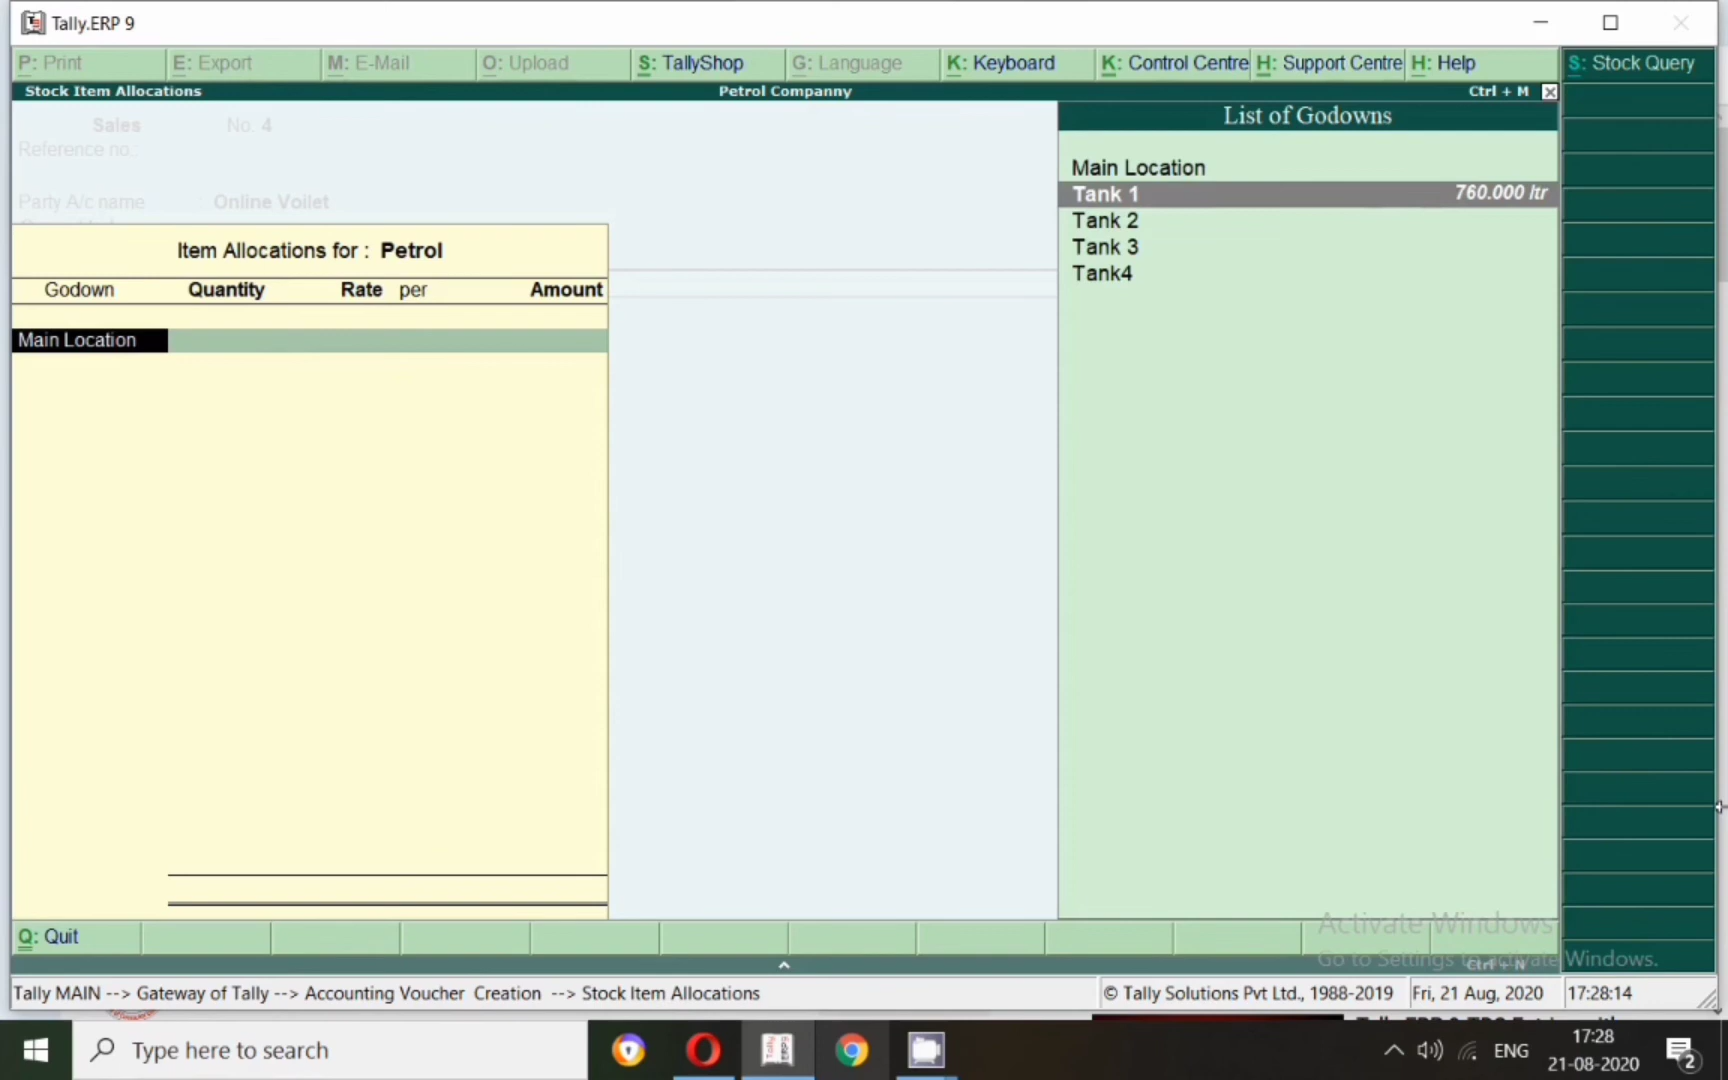 Tally.ERP 9
P: Print
E: Export
M: E-Mail
O: Upload
S: TallyShop
G: Language
K: Keyboard
K: Control Centre
H: Support Centre
H: Help
S: Stock Query
Stock Item Allocations
Petrol Companny
Ctrl + M
Sales No. 4
Reference no.:
Party A/c name : Online Voilet
List of Godowns
Main Location
Tank 1 760.000 ltr
Tank 2
Tank 3
Tank4
Item Allocations for : Petrol
Godown Quantity Rate per Amount
Main Location
Q: Quit
Activate Windows
Go to Settings to activate Windows.
Ctrl + N
Tally MAIN --> Gateway of Tally --> Accounting Voucher Creation --> Stock Item Allocations
© Tally Solutions Pvt Ltd., 1988-2019
Fri, 21 Aug, 2020
17:28:14
Type here to search
Tally ERP9
ENG
17:28
21-08-2020
2